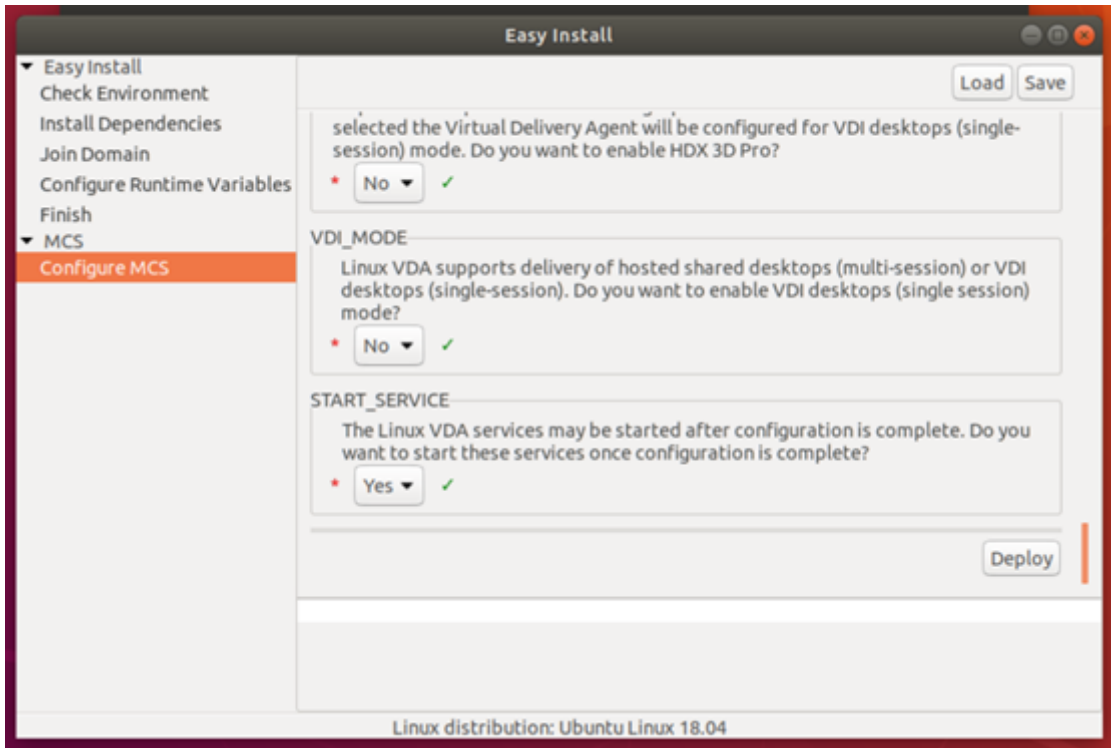 Easy Install
Easy Install
Check Environment
Install Dependencies
Join Domain
Configure Runtime Variables
Finish
MCS
Configure MCS
Load Save
selected the Virtual Delivery Agent will be configured for VDI desktops (single-
session) mode. Do you want to enable HDX 3D Pro?
* No ✓
VDI_MODE
Linux VDA supports delivery of hosted shared desktops (multi-session) or VDI
desktops (single-session). Do you want to enable VDI desktops (single session)
mode?
* No ✓
START_SERVICE
The Linux VDA services may be started after configuration is complete. Do you
want to start these services once configuration is complete?
* Yes ✓
Deploy
Linux distribution: Ubuntu Linux 18.04